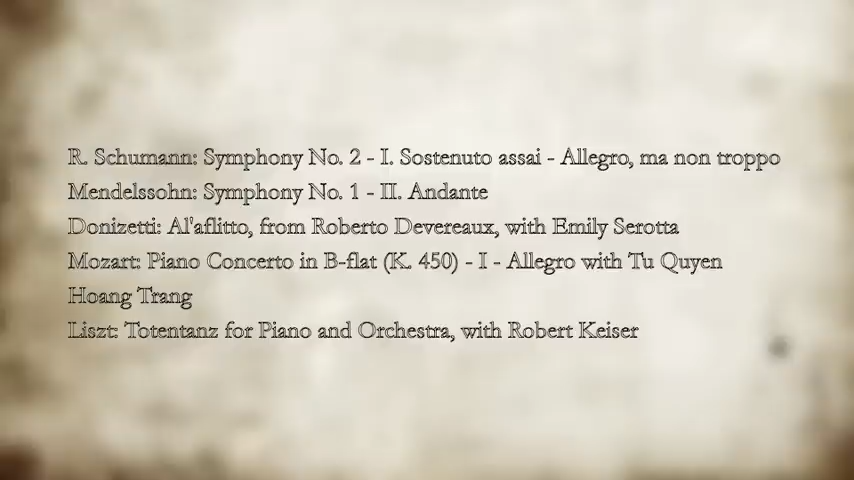 R. Schumann: Symphony No. 2 - I. Sostenuto assai - Allegro, ma non troppo
Mendelssohn: Symphony No. 1 - II. Andante
Donizetti: Al'aflitto, from Roberto Devereaux, with Emily Serotta
Mozart: Piano Concerto in B-flat (K. 450) - I - Allegro with Tu Quyen
Hoang Trang
Liszt: Totentanz for Piano and Orchestra, with Robert Keiser